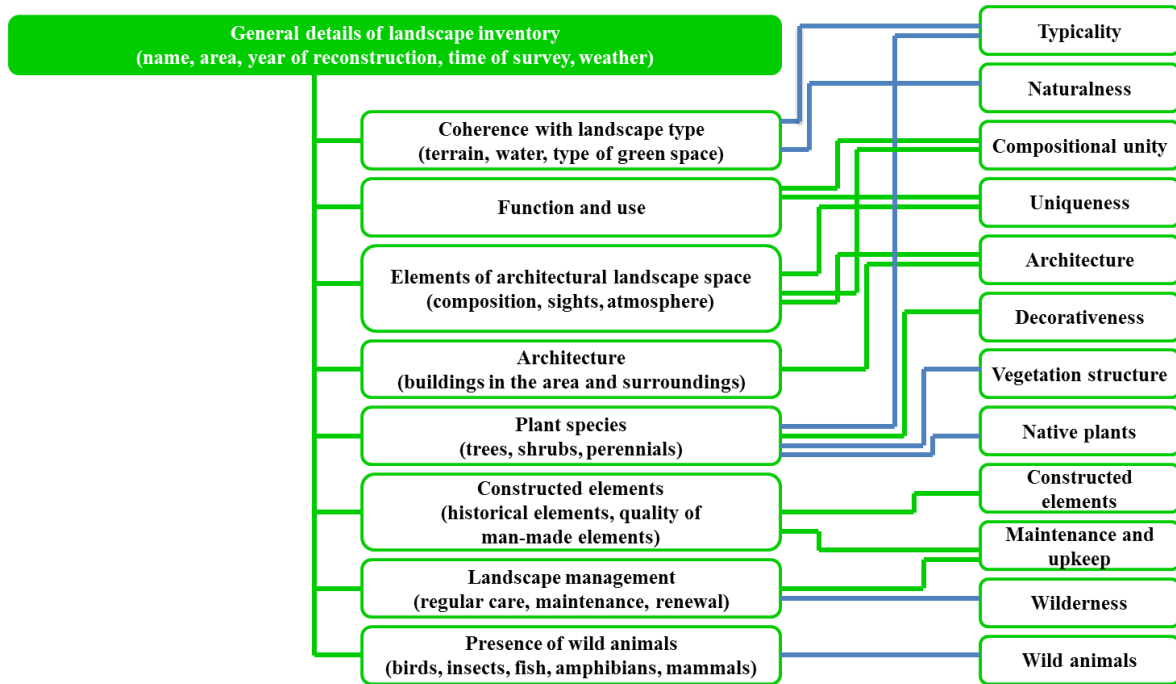 General details of landscape inventory
(name, area, year of reconstruction, time of survey, weather)
Coherence with landscape type
(terrain, water, type of green space)
Function and use
Elements of architectural landscape space
(composition, sights, atmosphere)
Architecture
(buildings in the area and surroundings)
Plant species
(trees, shrubs, perennials)
Constructed elements
(historical elements, quality of
man-made elements)
Landscape management
(regular care, maintenance, renewal)
Presence of wild animals
(birds, insects, fish, amphibians, mammals)
Typicality
Naturalness
Compositional unity
Uniqueness
Architecture
Decorativeness
Vegetation structure
Native plants
Constructed
elements
Maintenance and
upkeep
Wilderness
Wild animals